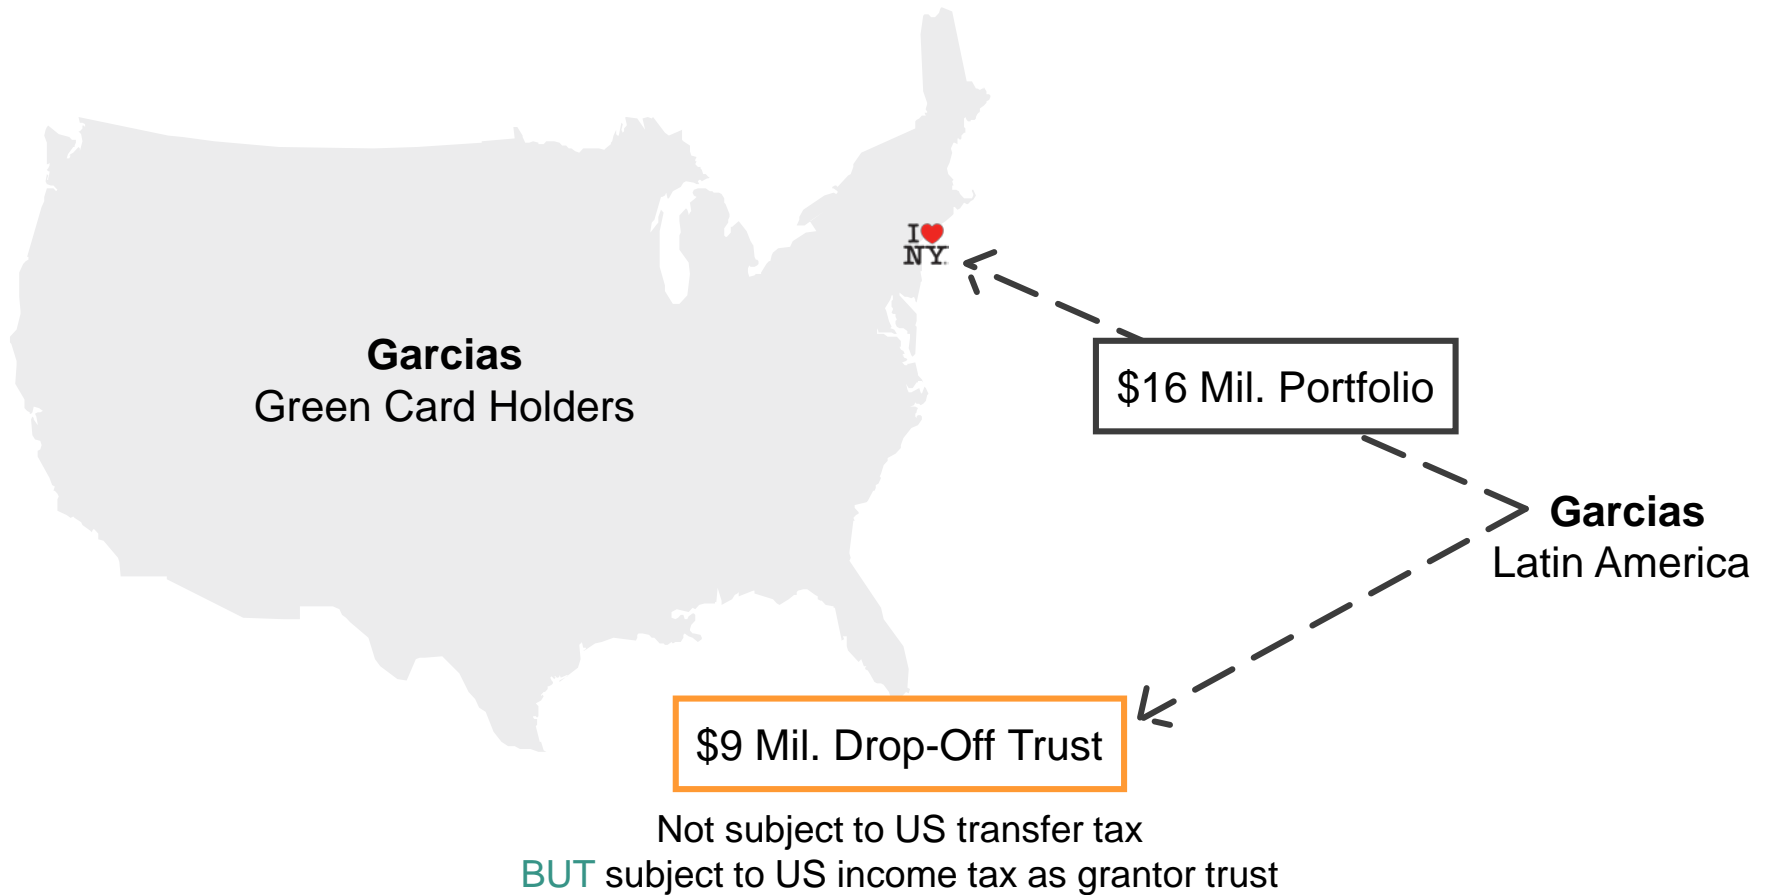 I❤
NY.
Garcias
Green Card Holders
$16 Mil. Portfolio
Garcias
Latin America
$9 Mil. Drop-Off Trust
Not subject to US transfer tax
BUT subject to US income tax as grantor trust